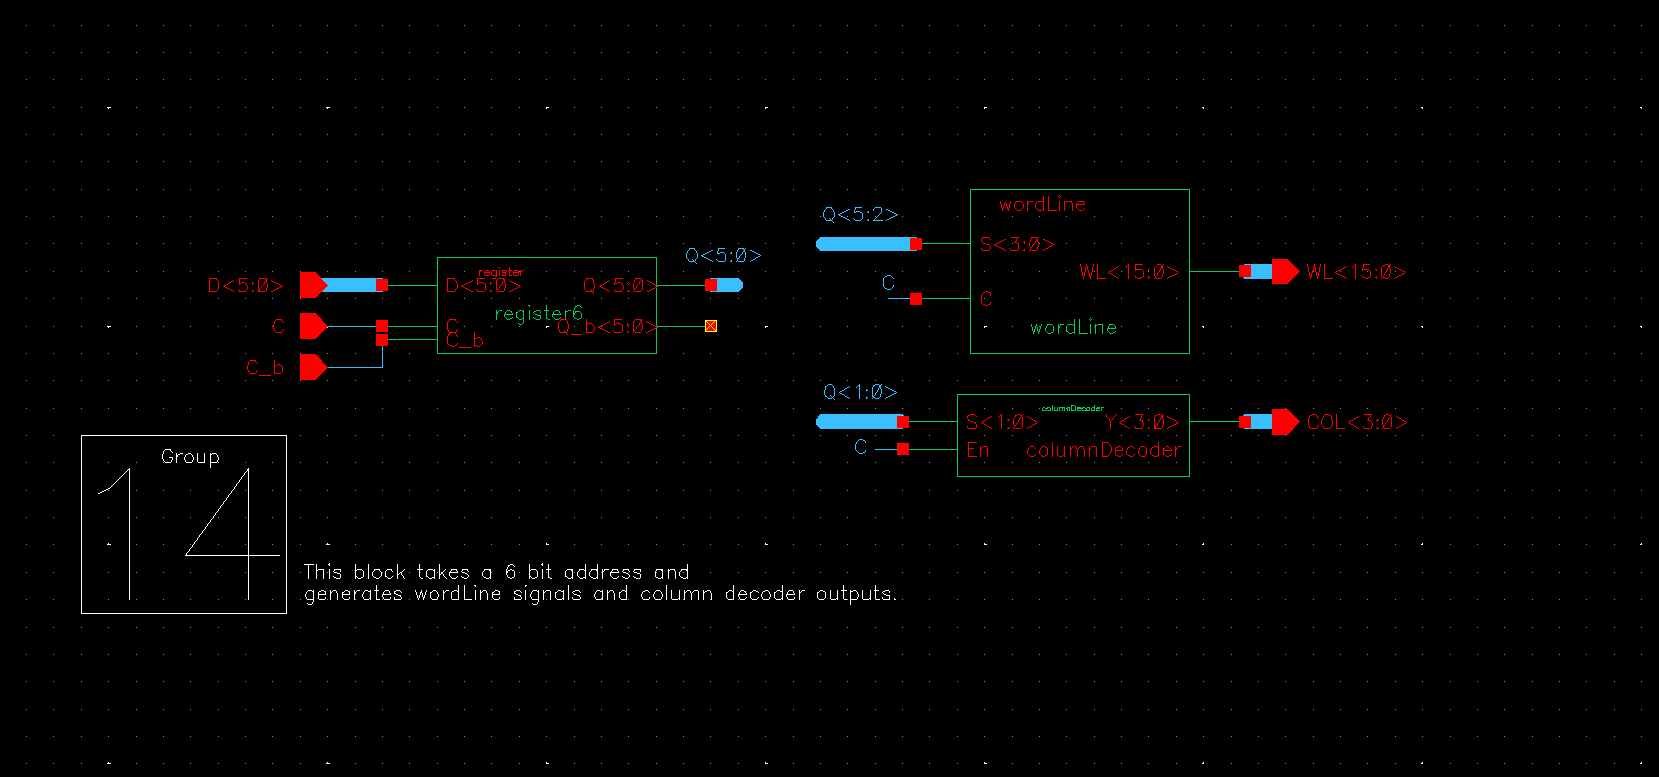 D<5:0>
C
C_b
register
D<5:0>
Q<5:0>
register6
C
Q_b<5:0>
C_b
Q<5:0>
Q<5:2>
C
wordLine
S<3:0>
WL<15:0>
C
wordLine
WL<15:0>
Q<1:0>
C
columnDecoder
S<1:0>
Y<3:0>
En
columnDecoder
COL<3:0>
Group
14
This block takes a 6 bit address and
generates wordLine signals and column decoder outputs.